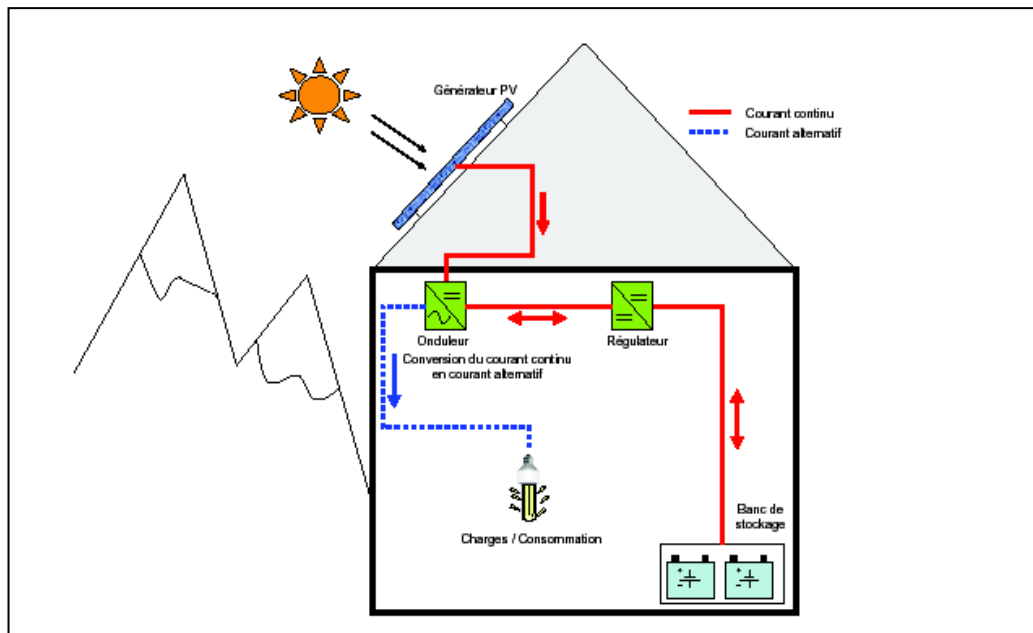 Générateur PV
Courant continu
Courant alternatif
Onduleur
Régulateur
Conversion du courant continu
en courant alternatif
Banc de
stockage
Charges / Consommation